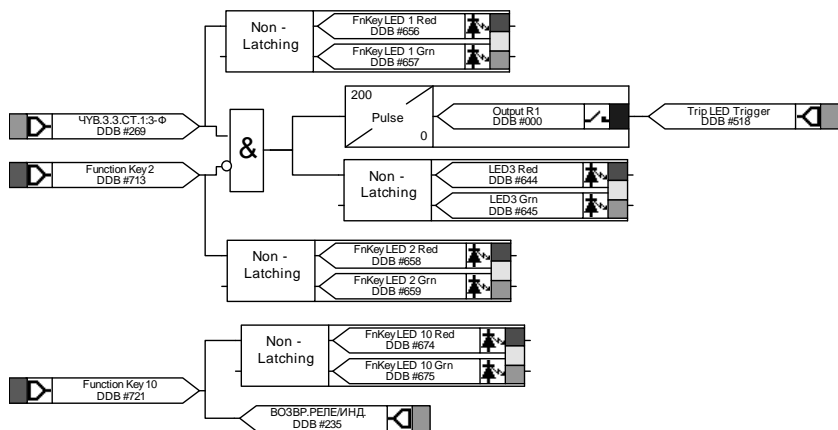 Non -
Latching
FnKey LED 1 Red
DDB #656
FnKey LED 1 Grn
DDB #657
ЧУВ.З.З.СТ.1:3-Ф
DDB #269
&
200
Pulse
0
Output R1
DDB #000
Trip LED Trigger
DDB #518
Function Key 2
DDB #713
Non -
Latching
LED3 Red
DDB #644
LED3 Grn
DDB #645
Non -
Latching
FnKey LED 2 Red
DDB #658
FnKey LED 2 Grn
DDB #659
Non -
Latching
FnKey LED 10 Red
DDB #674
FnKey LED 10 Grn
DDB #675
Function Key 10
DDB #721
ВОЗВР.РЕЛЕ/ИНД.
DDB #235